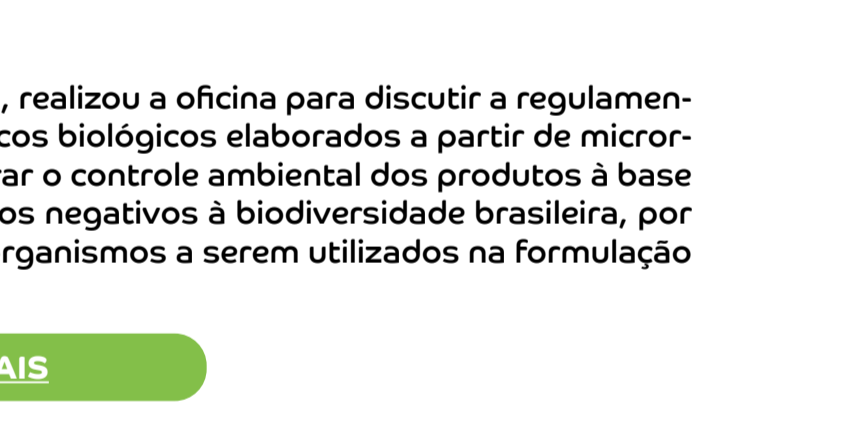 , realizou a oficina para discutir a regulamen-
cos biológicos elaborados a partir de micror-
ar o controle ambiental dos produtos à base
os negativos à biodiversidade brasileira, por
rganismos a serem utilizados na formulação
AIS